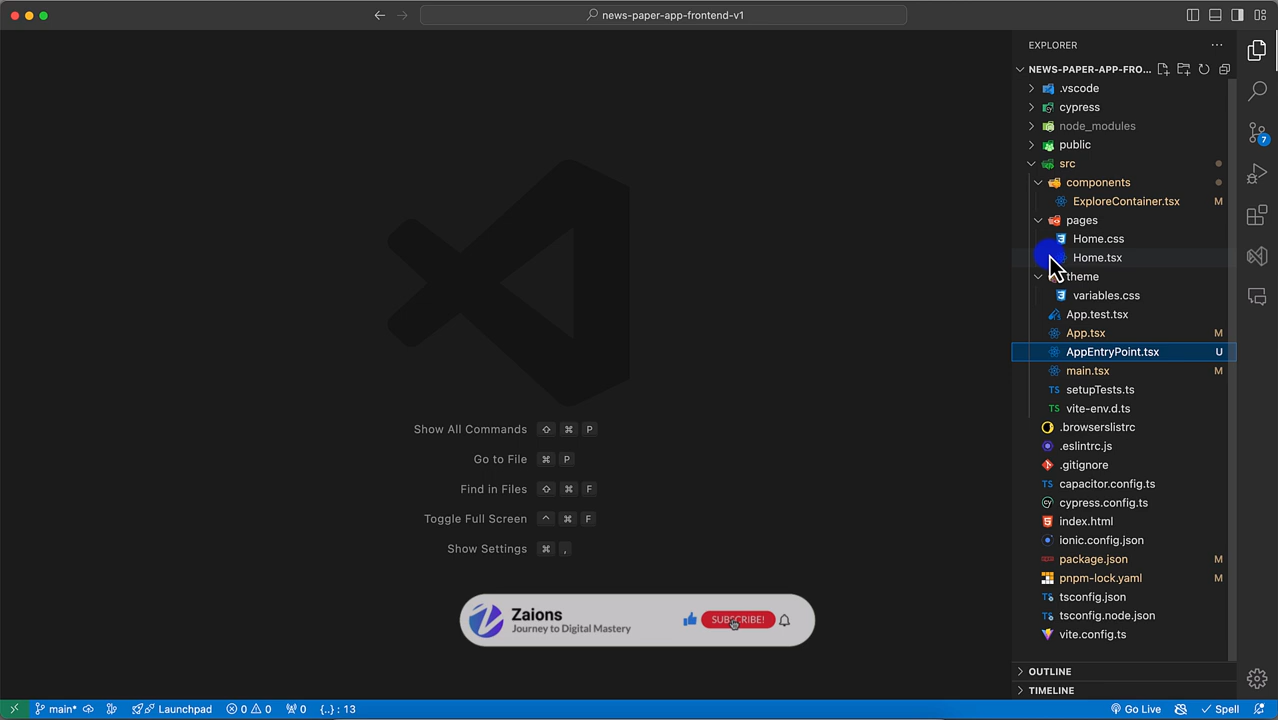 news-paper-app-frontend-v1
EXPLORER
NEWS-PAPER-APP-FRO...
.vscode
cypress
node_modules
public
src
components
ExploreContainer.tsx M
pages
Home.css
Home.tsx
theme
variables.css
App.test.tsx
App.tsx M
AppEntryPoint.tsx U
main.tsx M
TS setupTests.ts
TS vite-env.d.ts
.browserslistrc
.eslintrc.js
.gitignore
TS capacitor.config.ts
cypress.config.ts
index.html
ionic.config.json
package.json M
pnpm-lock.yaml M
tsconfig.json
tsconfig.node.json
vite.config.ts
OUTLINE
TIMELINE
7
Show All Commands ⇧ ⌘ P
Go to File ⌘ P
Find in Files ⇧ ⌘ F
Toggle Full Screen ^ ⌘ F
Show Settings ⌘ ,
Zaions
Journey to Digital Mastery
SUBSCRIBE!
main* Launchpad 0 0 0 {..} : 13 Go Live Spell